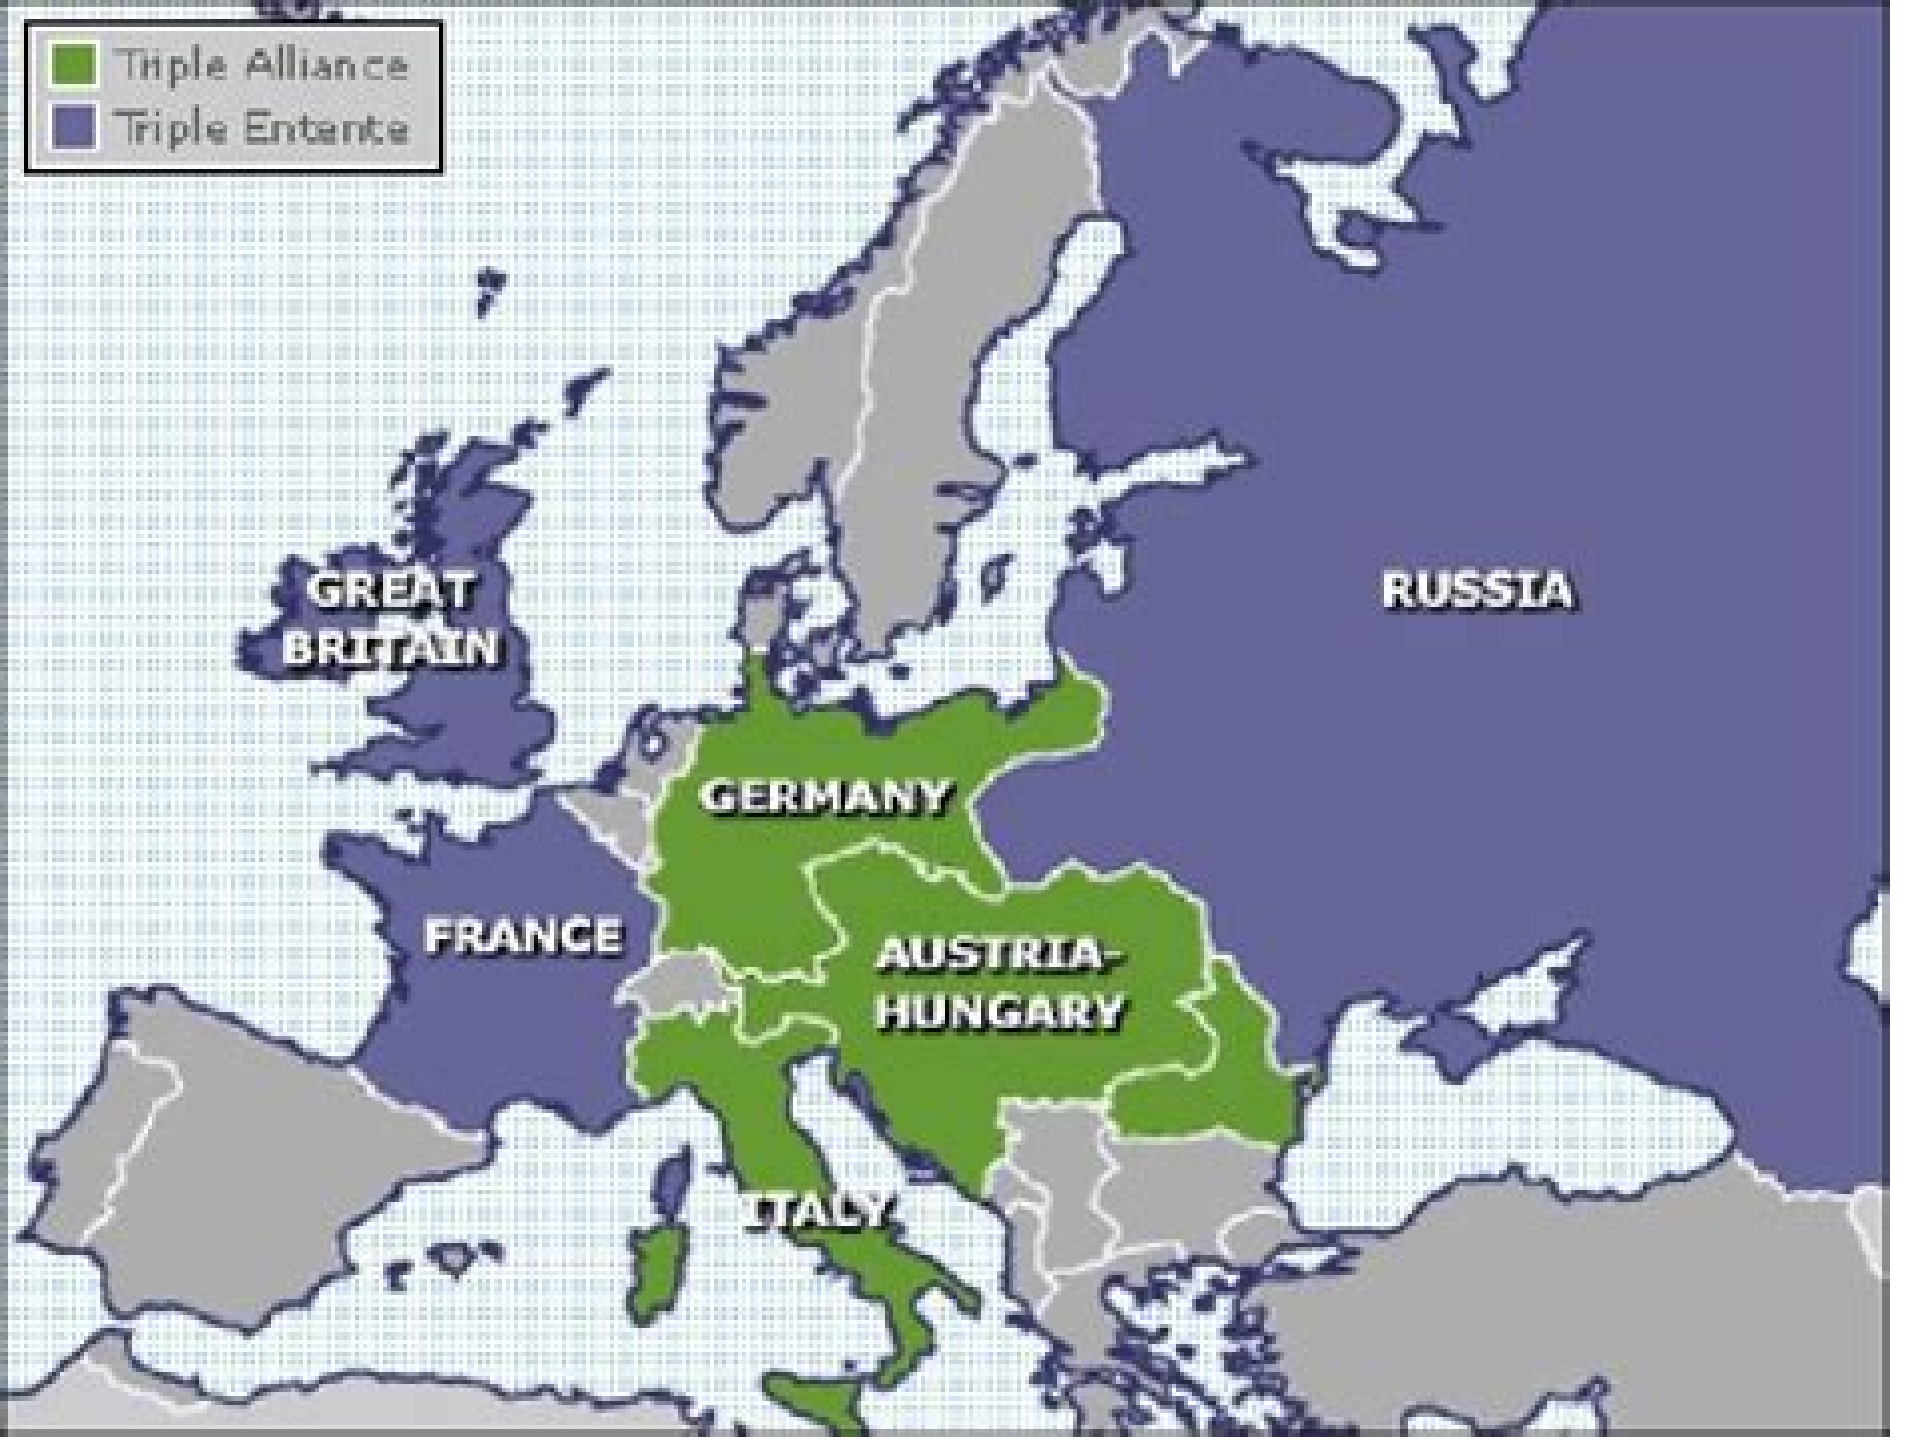 Triple Alliance
Triple Entente
GREAT
BRITAIN
RUSSIA
GERMANY
FRANCE
AUSTRIA-
HUNGARY
ITALY